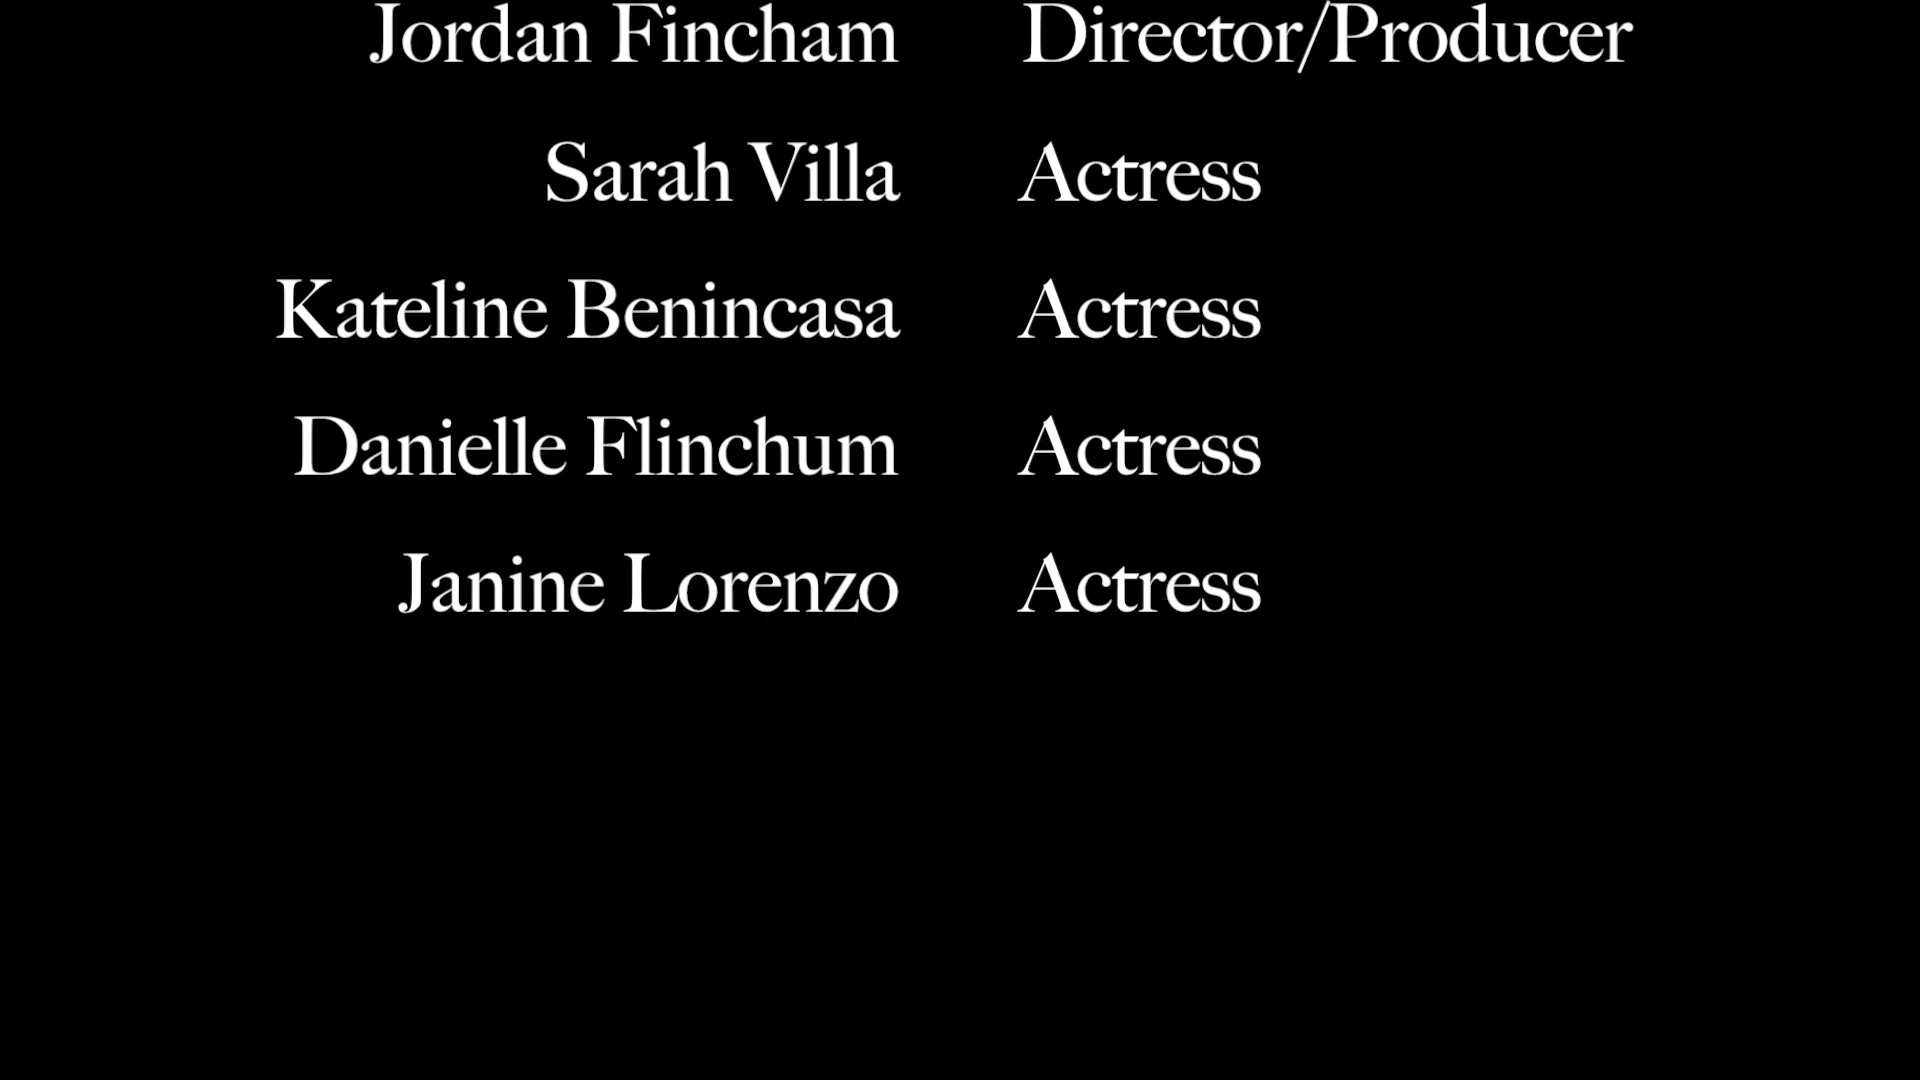 Jordan Fincham Director/Producer
Sarah Villa Actress
Kateline Benincasa Actress
Danielle Flinchum Actress
Janine Lorenzo Actress